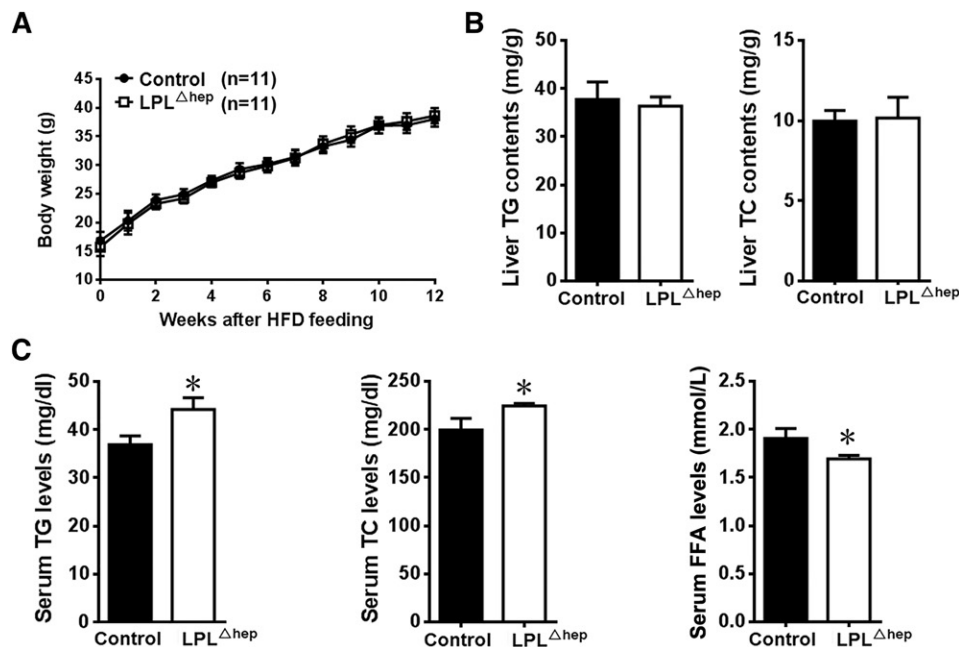 A
Control (n=11)
LPL△hep (n=11)
Body weight (g)
45
40
35
30
25
20
15
10
0 2 4 6 8 10 12
Weeks after HFD feeding
B
Liver TG contents (mg/g)
50
40
30
20
10
0
Control LPL△hep
Liver TC contents (mg/g)
15
10
5
0
Control LPL△hep
C
Serum TG levels (mg/dl)
50
40
30
20
10
0
*
Control LPL△hep
Serum TC levels (mg/dl)
250
200
150
100
50
0
*
Control LPL△hep
Serum FFA levels (mmol/L)
2.5
2.0
1.5
1.0
0.5
0.0
*
Control LPL△hep